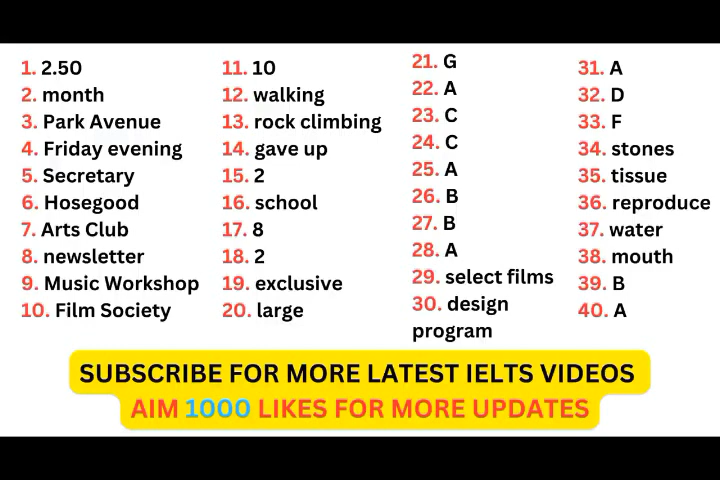 1. 2.50
2. month
3. Park Avenue
4. Friday evening
5. Secretary
6. Hosegood
7. Arts Club
8. newsletter
9. Music Workshop
10. Film Society
11. 10
12. walking
13. rock climbing
14. gave up
15. 2
16. school
17. 8
18. 2
19. exclusive
20. large
21. G
22. A
23. C
24. C
25. A
26. B
27. B
28. A
29. select films
30. design
program
31. A
32. D
33. F
34. stones
35. tissue
36. reproduce
37. water
38. mouth
39. B
40. A
SUBSCRIBE FOR MORE LATEST IELTS VIDEOS
AIM 1000 LIKES FOR MORE UPDATES